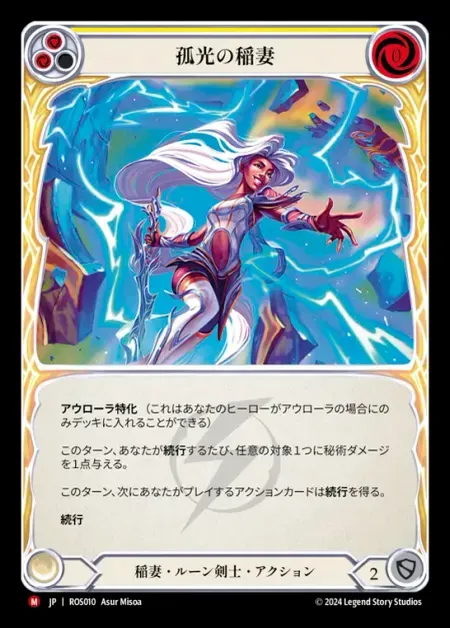 孤光の稲妻
0
アウローラ特化 (これはあなたのヒーローがアウローラの場合にの
みデッキに入れることができる)
このターン、あなたが続行するたび、任意の対象1つに秘術ダメージ
を1点与える。
このターン、次にあなたがプレイするアクションカードは続行を得る。
続行
稲妻・ルーン剣士・アクション
2
M JP | ROS010 Asur Misoa
© 2024 Legend Story Studios